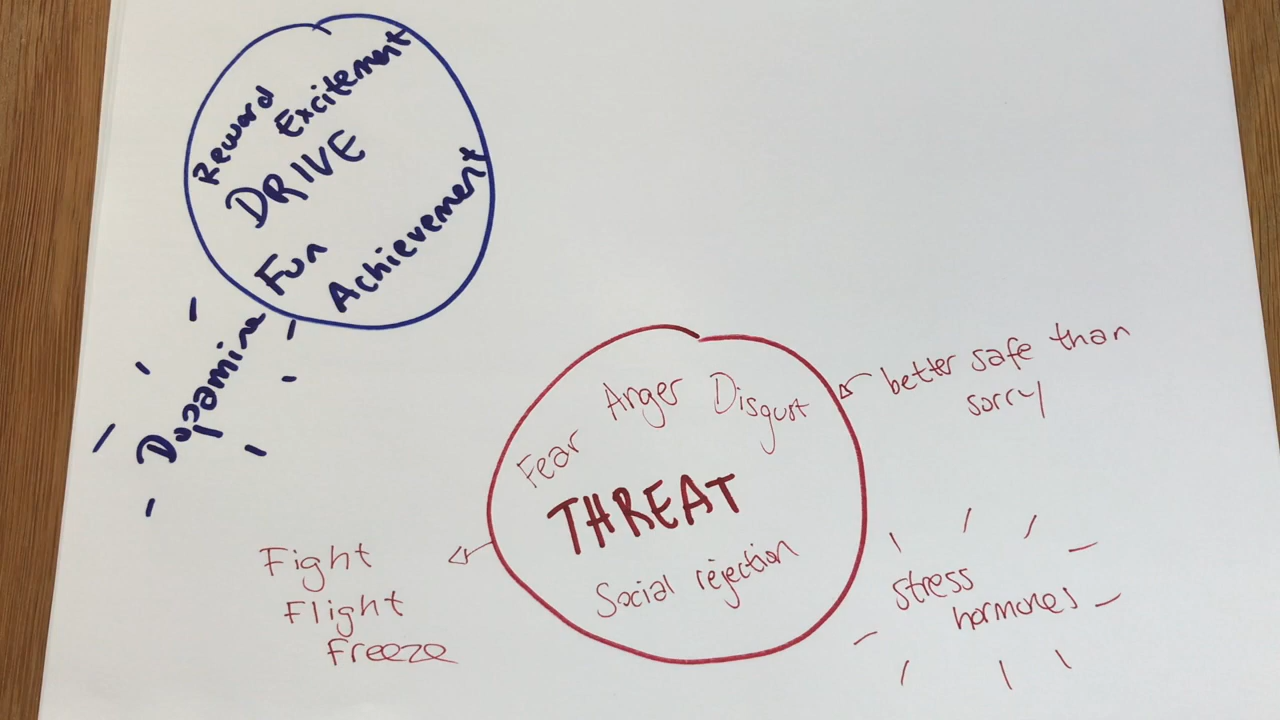 Reward
Excitement
DRIVE
Fun
Achievement
Dopamine
Fear
Anger
Disgust
THREAT
Social rejection
better safe than
sorry
Fight
Flight
freeze
stress
hormones